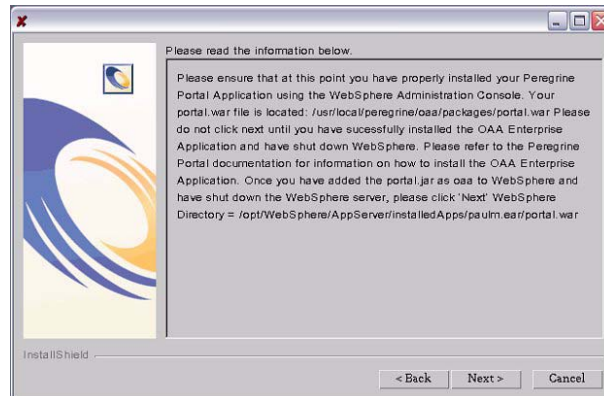 Please read the information below.
Please ensure that at this point you have properly installed your Peregrine
Portal Application using the WebSphere Administration Console. Your
portal.war file is located: /usr/local/peregrine/oaa/packages/portal.war Please
do not click next until you have sucessfully installed the OAA Enterprise
Application and have shut down WebSphere. Please refer to the Peregrine
Portal documentation for information on how to install the OAA Enterprise
Application. Once you have added the portal.jar as oaa to WebSphere and
have shut down the WebSphere server, please click 'Next' WebSphere
Directory = /opt/WebSphere/AppServer/installedApps/paulm.ear/portal.war
InstallShield
< Back Next > Cancel